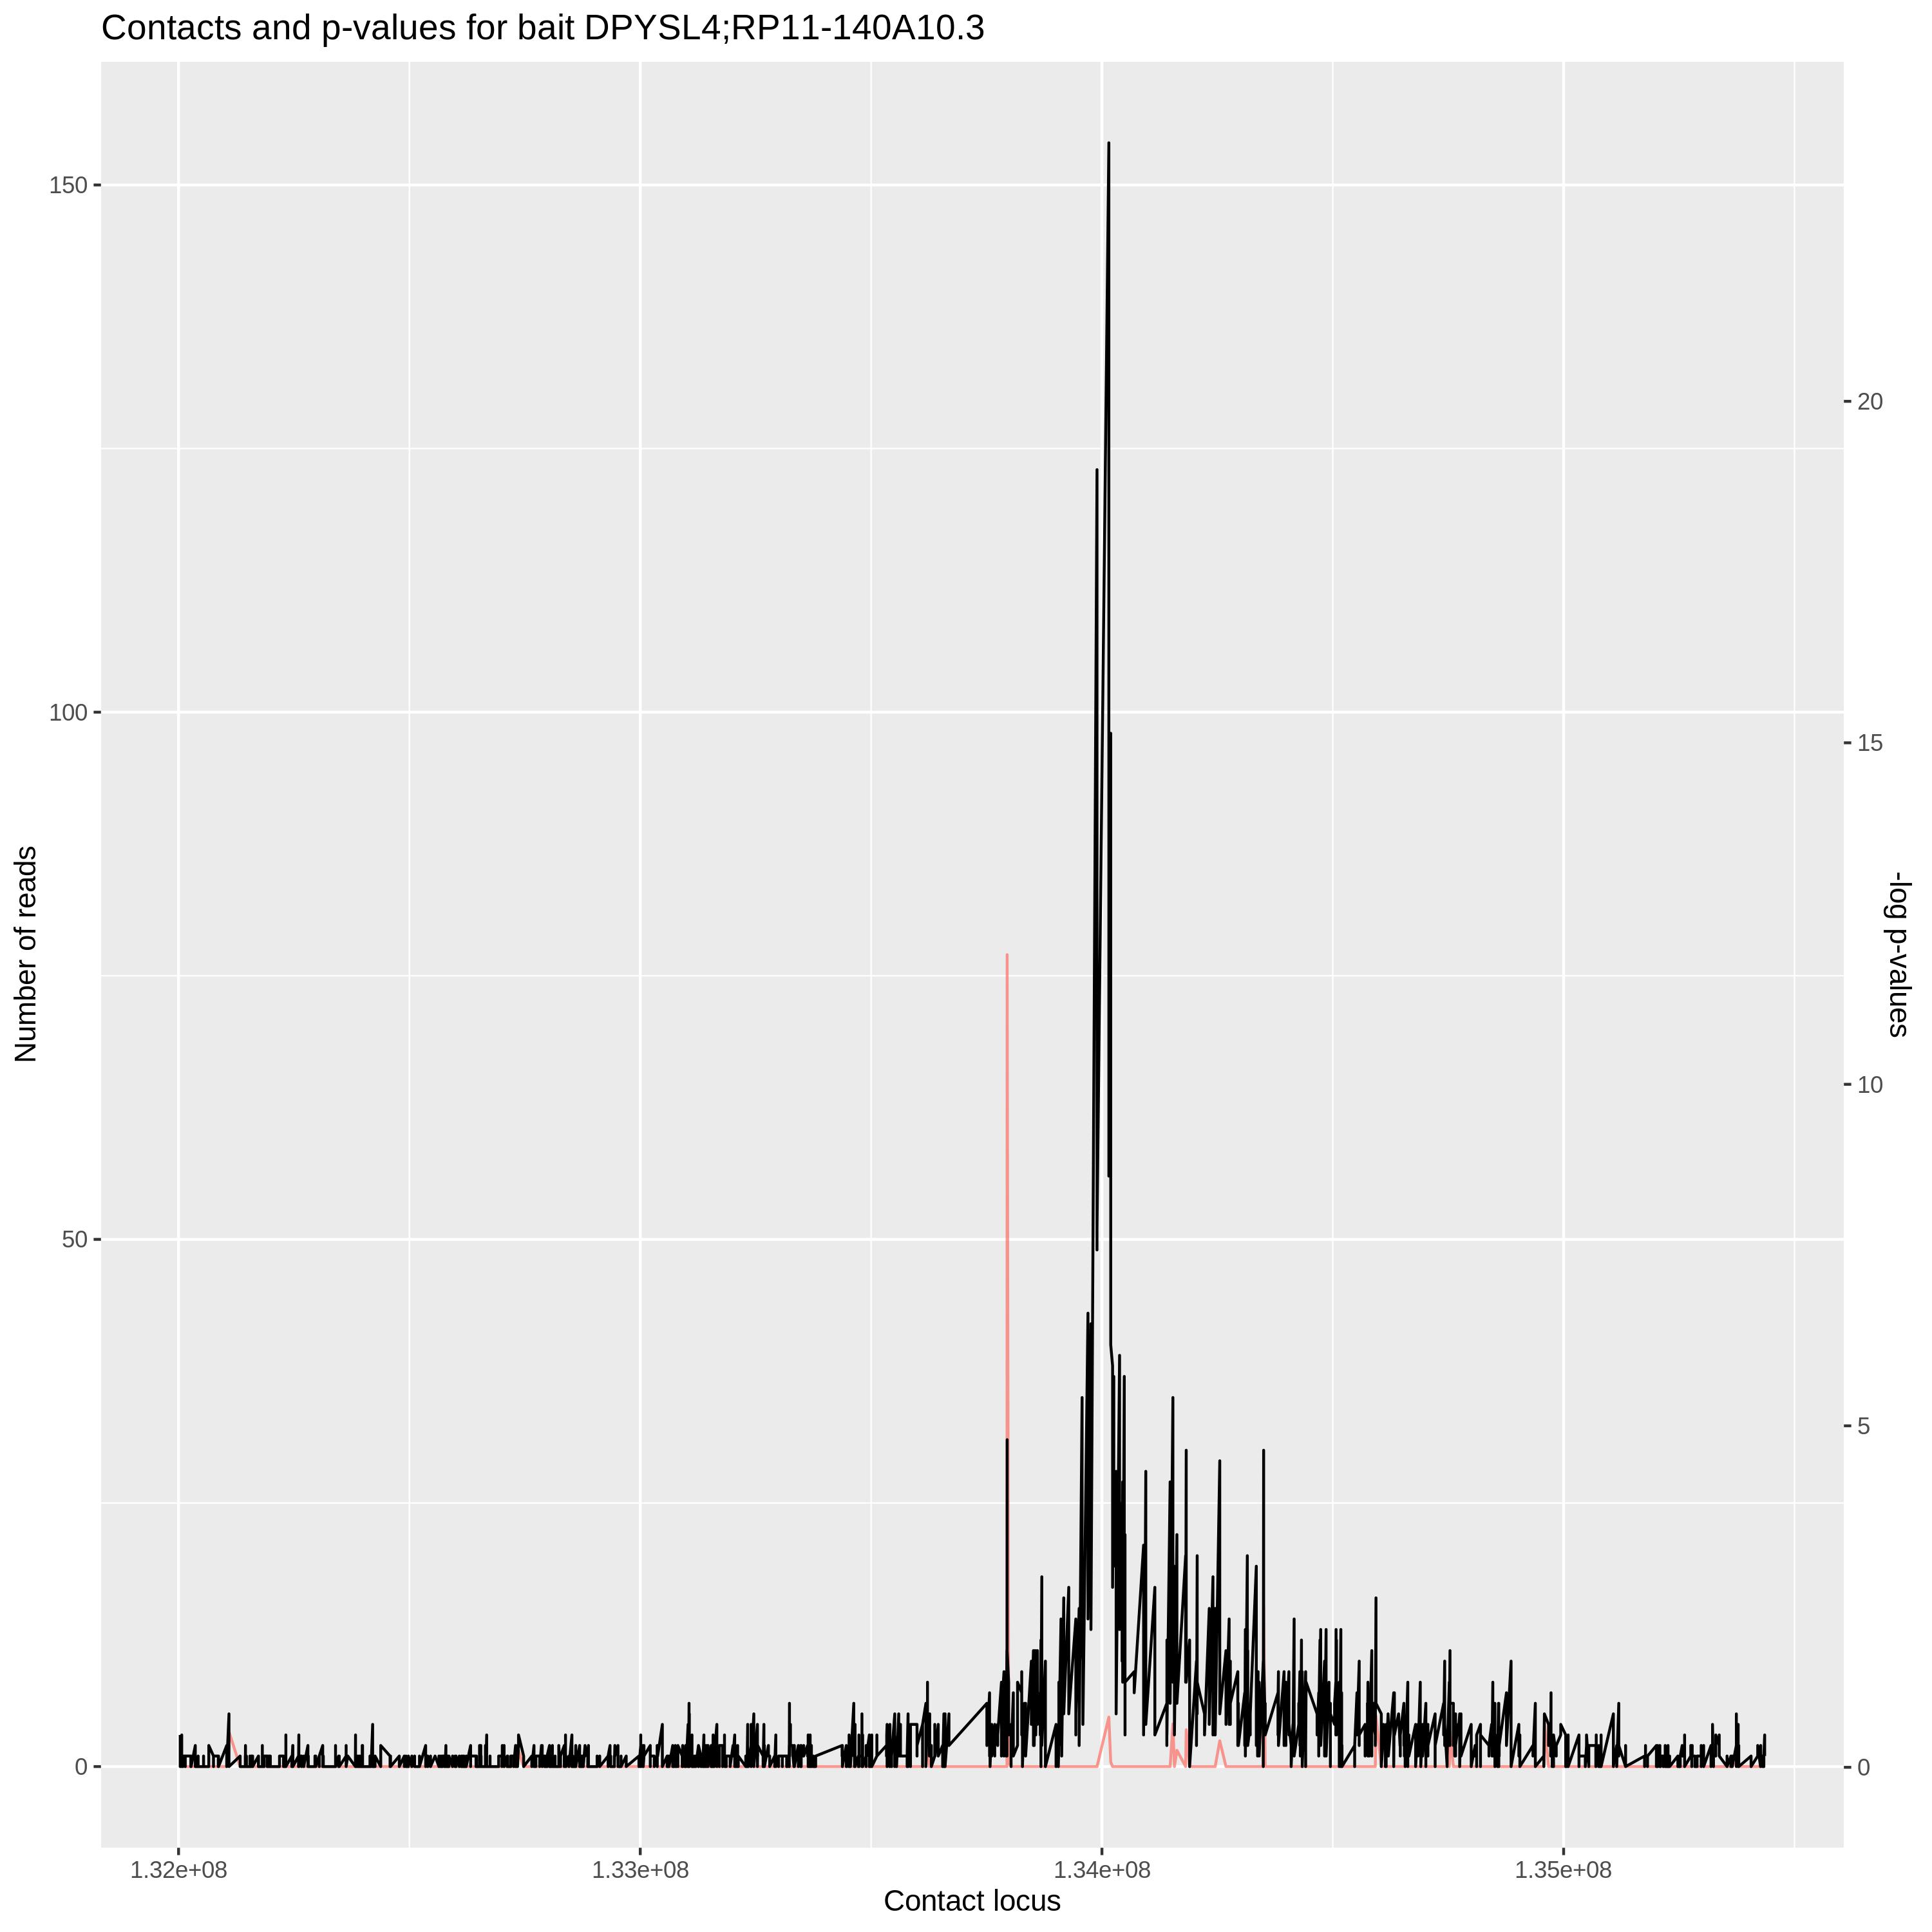 Contacts and p-values for bait DPYSL4;RP11-140A10.3
150
100
50
0
Number of reads
20
15
10
5
0
-log p-values
1.32e+08
1.33e+08
1.34e+08
1.35e+08
Contact locus